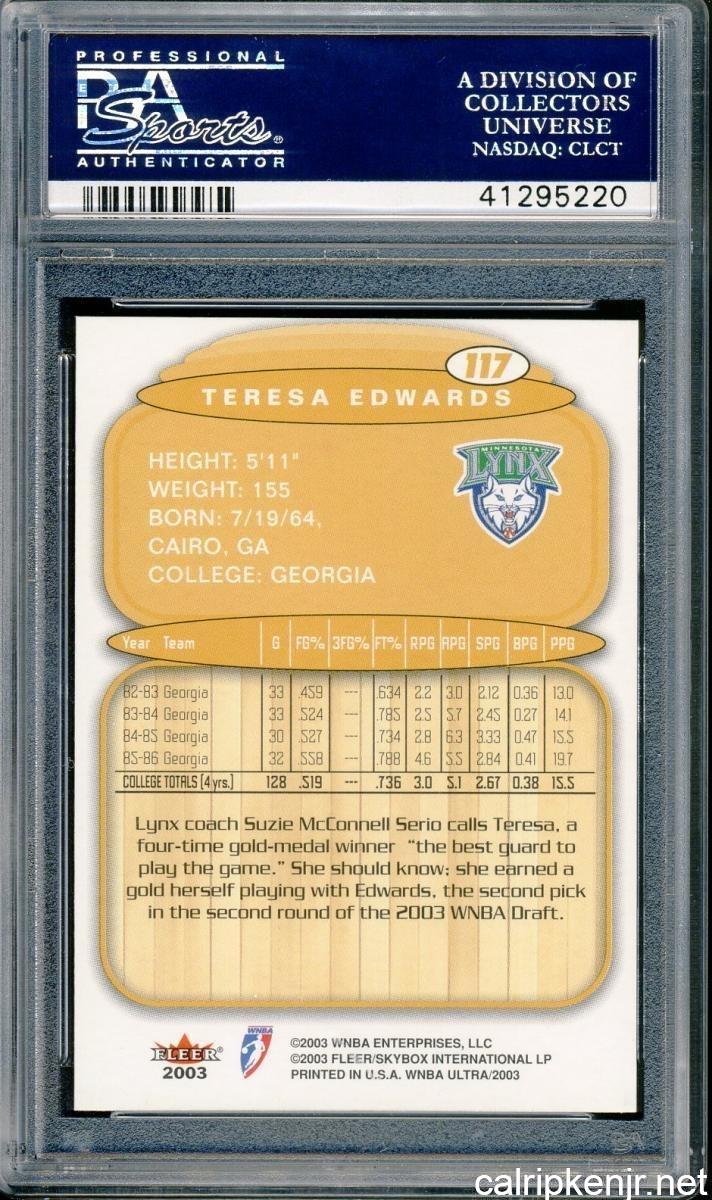 PROFESSIONAL
PSA
Sports®
AUTHENTICATOR
A DIVISION OF
COLLECTORS
UNIVERSE
NASDAQ: CLCT
41295220
117
TERESA EDWARDS
HEIGHT: 5'11"
WEIGHT: 155
BORN: 7/19/64,
CAIRO, GA
COLLEGE: GEORGIA
MINNESOTA
LYNX
Year Team G FG% 3FG% FT% RPG APG SPG BPG PPG
82-83 Georgia 33 .459 --- .634 2.2 3.0 2.12 0.36 13.0
83-84 Georgia 33 .524 --- .785 2.5 5.7 2.45 0.27 14.1
84-85 Georgia 30 .527 --- .734 2.8 6.3 3.33 0.47 15.5
85-86 Georgia 32 .558 --- .788 4.6 5.5 2.84 0.41 19.7
COLLEGE TOTALS (4 yrs.) 128 .519 --- .736 3.0 5.1 2.67 0.38 15.5
Lynx coach Suzie McConnell Serio calls Teresa, a
four-time gold-medal winner "the best guard to
play the game." She should know; she earned a
gold herself playing with Edwards, the second pick
in the second round of the 2003 WNBA Draft.
FLEER®
2003
WNBA
©2003 WNBA ENTERPRISES, LLC
©2003 FLEER/SKYBOX INTERNATIONAL LP
PRINTED IN U.S.A. WNBA ULTRA/2003
calripkenjr.net